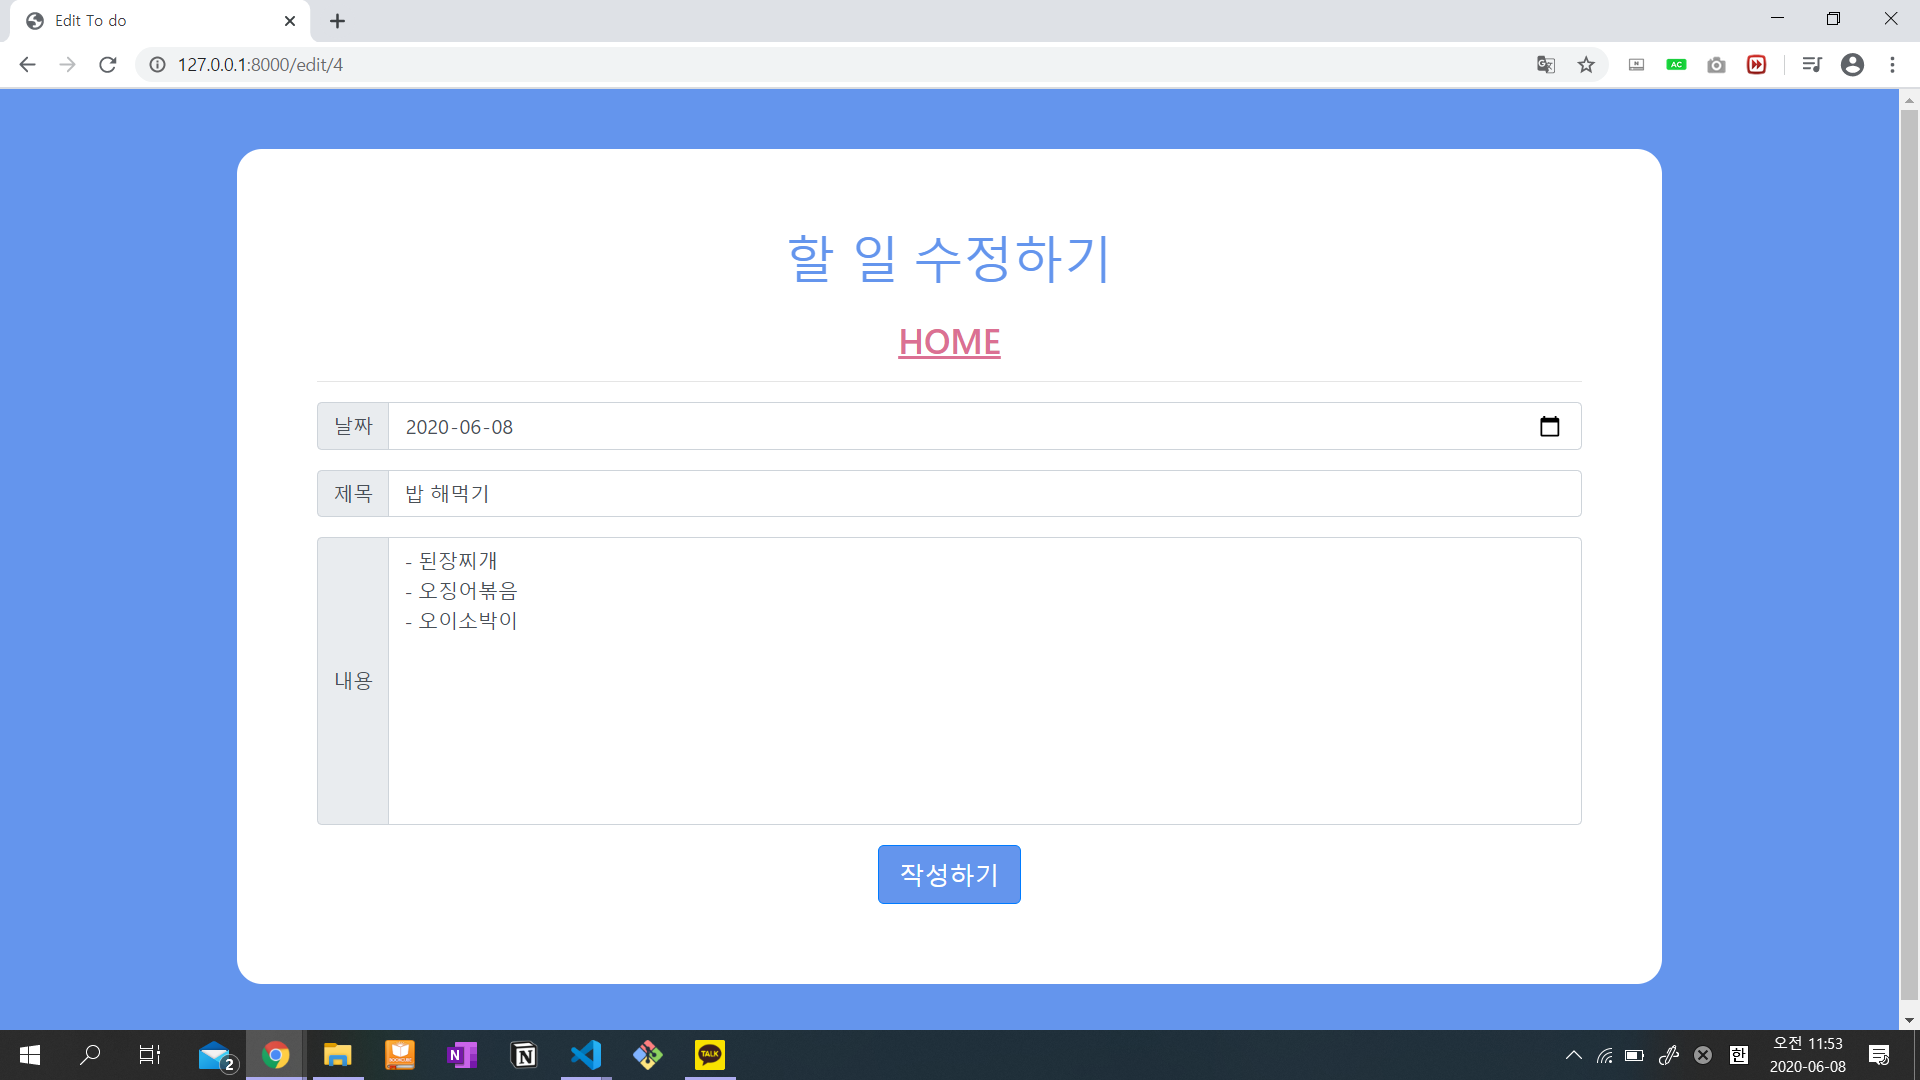 Edit To do
127.0.0.1:8000/edit/4
AC
할 일 수정하기
HOME
날짜 2020-06-08
제목 밥 해먹기
내용
- 된장찌개
- 오징어볶음
- 오이소박이
작성하기
2
N
N
TALK
한
오전 11:53
2020-06-08